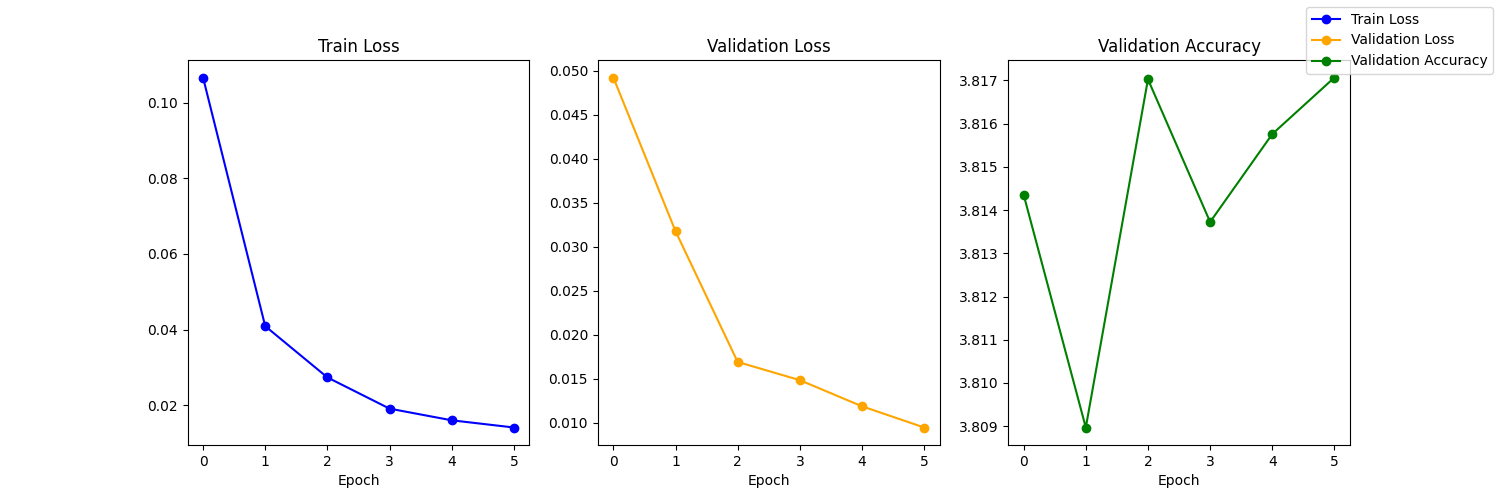 Train Loss
0.10
0.08
0.06
0.04
0.02
0 1 2 3 4 5
Epoch
Validation Loss
0.050
0.045
0.040
0.035
0.030
0.025
0.020
0.015
0.010
0 1 2 3 4 5
Epoch
Validation Accuracy
3.817
3.816
3.815
3.814
3.813
3.812
3.811
3.810
3.809
0 1 2 3 4 5
Epoch
Train Loss
Validation Loss
Validation Accuracy